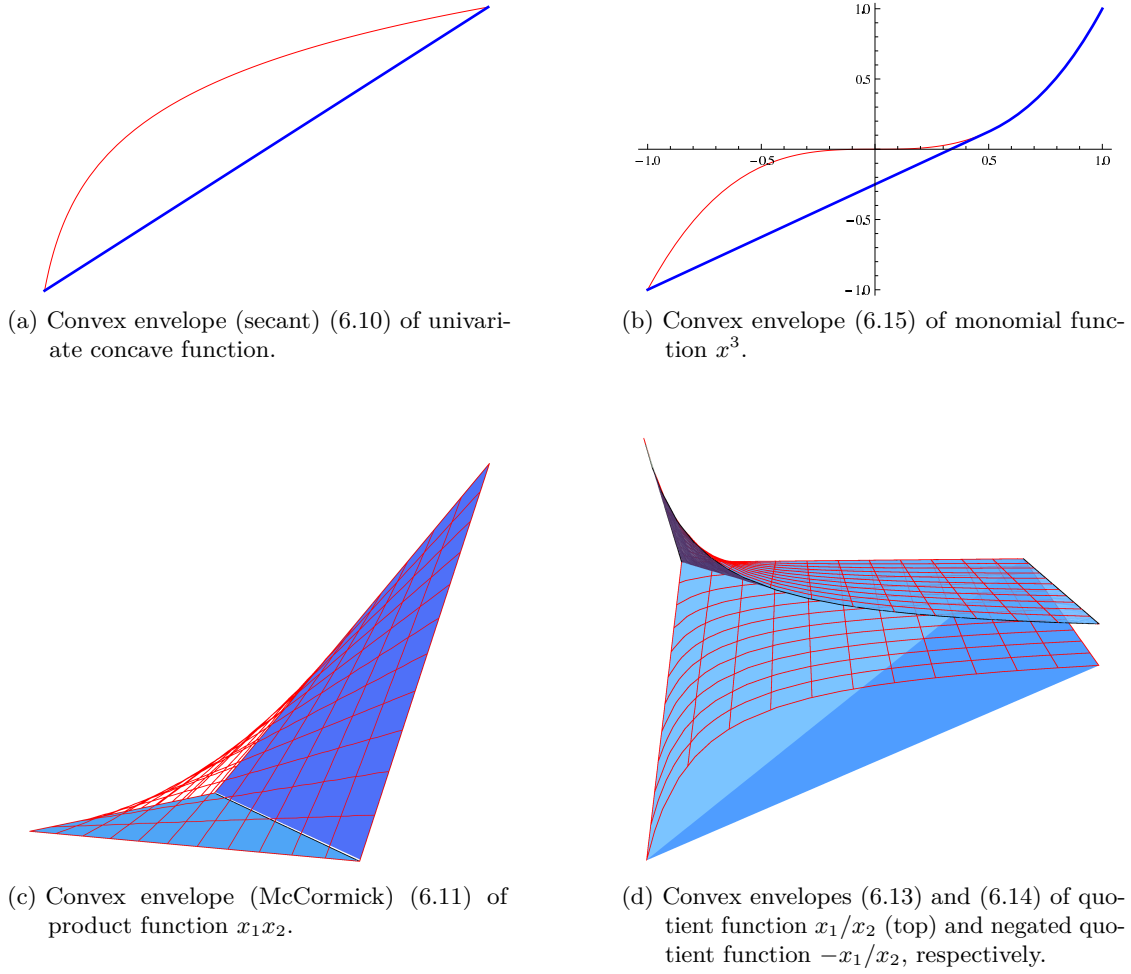 1.0
0.5
−1.0
−0.5
0.5
1.0
−0.5
−1.0
(a) Convex envelope (secant) (6.10) of univari-
ate concave function.
(b) Convex envelope (6.15) of monomial func-
tion x³.
(c) Convex envelope (McCormick) (6.11) of
product function x₁x₂.
(d) Convex envelopes (6.13) and (6.14) of quo-
tient function x₁/x₂ (top) and negated quo-
tient function −x₁/x₂, respectively.